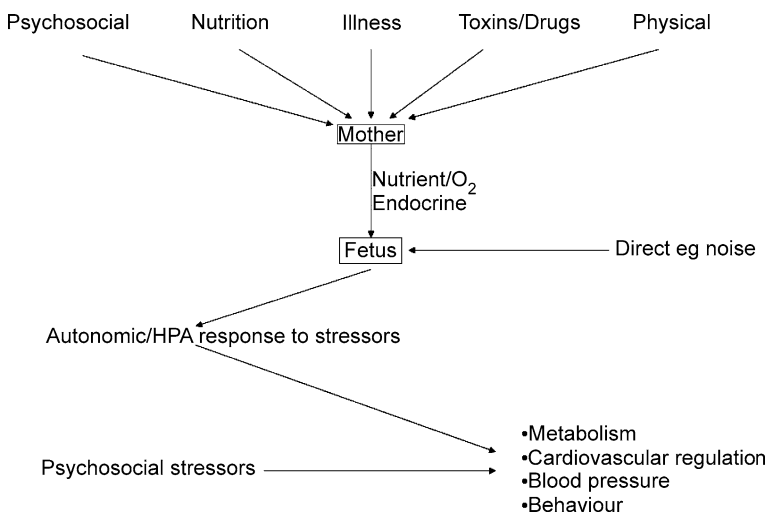 Psychosocial
Nutrition
Illness
Toxins/Drugs
Physical
Mother
Nutrient/O₂
Endocrine
Fetus
Direct eg noise
Autonomic/HPA response to stressors
•Metabolism
•Cardiovascular regulation
Psychosocial stressors
•Blood pressure
•Behaviour